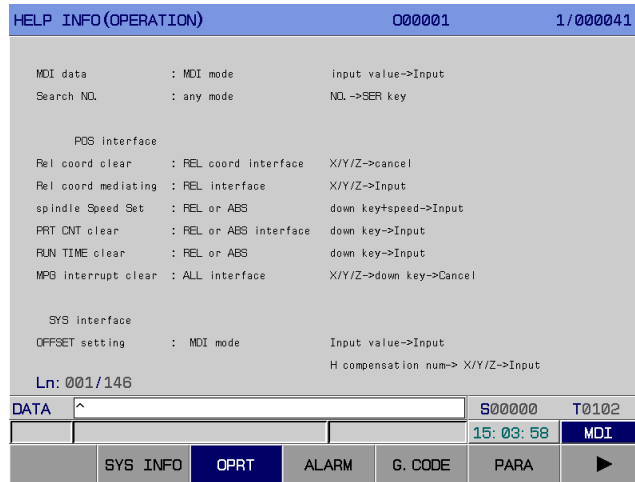 HELP INFO(OPERATION) O00001 1/000041
MDI data : MDI mode input value->Input
Search NO. : any mode NO.->SER key
POS interface
Rel coord clear : REL coord interface X/Y/Z->cancel
Rel coord mediating : REL interface X/Y/Z->Input
spindle Speed Set : REL or ABS down key+speed->Input
PRT CNT clear : REL or ABS interface down key->Input
RUN TIME clear : REL or ABS down key->Input
MPG interrupt clear : ALL interface X/Y/Z->down key->Cancel
SYS interface
OFFSET setting : MDI mode Input value->Input
H compensation num-> X/Y/Z->Input
Ln: 001/146
DATA ^ S00000 T0102
15:03:58 MDI
SYS INFO OPRT ALARM G.CODE PARA ▶